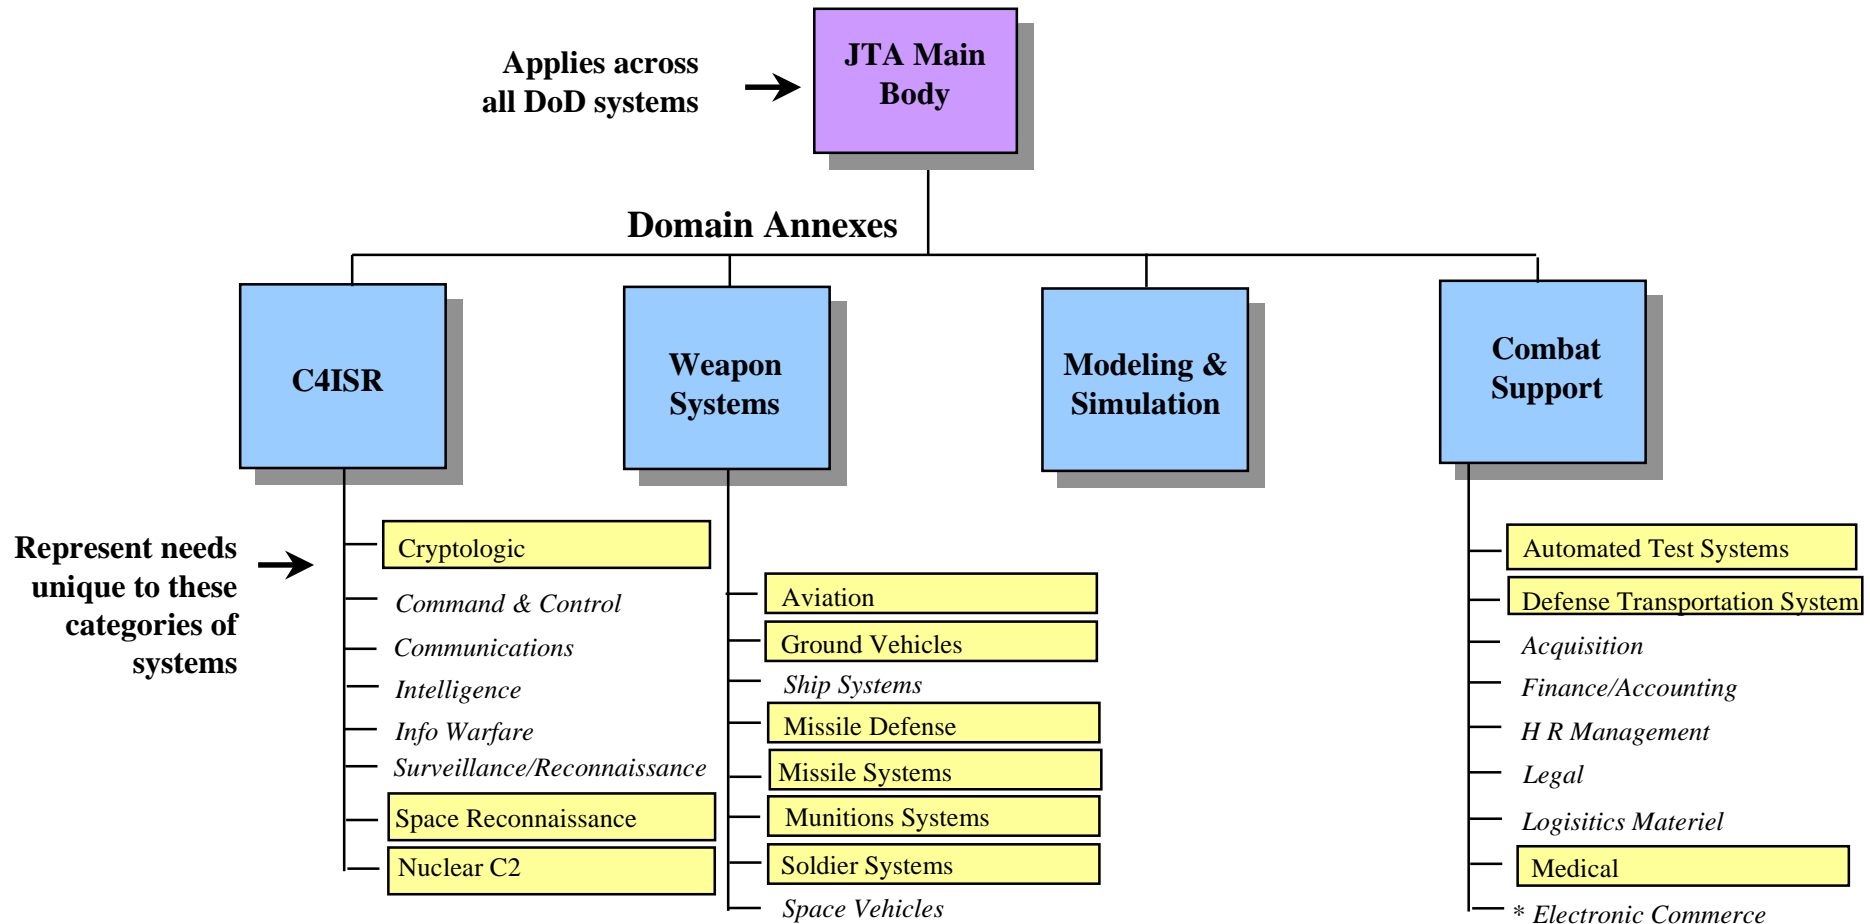 JTA Main
Body
Applies across
all DoD systems
Domain Annexes
C4ISR
Weapon
Systems
Modeling &
Simulation
Combat
Support
Represent needs
unique to these
categories of
systems
Cryptologic
Command & Control
Communications
Intelligence
Info Warfare
Surveillance/Reconnaissance
Space Reconnaissance
Nuclear C2
Aviation
Ground Vehicles
Ship Systems
Missile Defense
Missile Systems
Munitions Systems
Soldier Systems
Space Vehicles
Automated Test Systems
Defense Transportation System
Acquisition
Finance/Accounting
H R Management
Legal
Logisitics Materiel
Medical
* Electronic Commerce